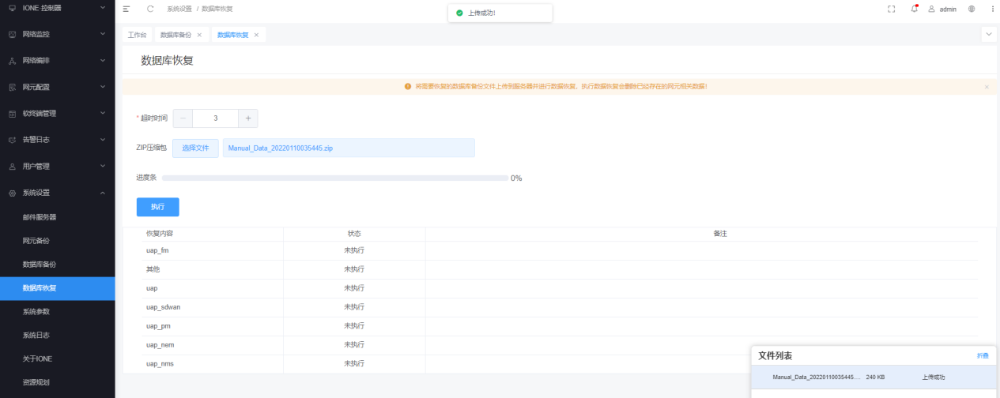 IONE 控制器
系统设置 / 数据库恢复
上传成功!
admin
网络监控
工作台 数据库备份 × 数据库恢复 ×
网络编排
数据库恢复
网元配置
将需要恢复的数据库备份文件上传到服务器并进行数据恢复，执行数据恢复会删除已经存在的网元相关数据!
软终端管理
* 超时时间 − 3 +
告警日志
ZIP压缩包 选择文件 Manual_Data_20220110035445.zip
用户管理
进度条 0%
系统设置
执行
邮件服务器
网元备份
数据库备份
数据库恢复
系统参数
系统日志
关于IONE
资源规划
恢复内容 状态 备注
uap_fm 未执行
其他 未执行
uap 未执行
uap_sdwan 未执行
uap_pm 未执行
uap_nem 未执行
uap_nms 未执行
文件列表 折叠
Manual_Data_20220110035445.... 240 KB 上传成功